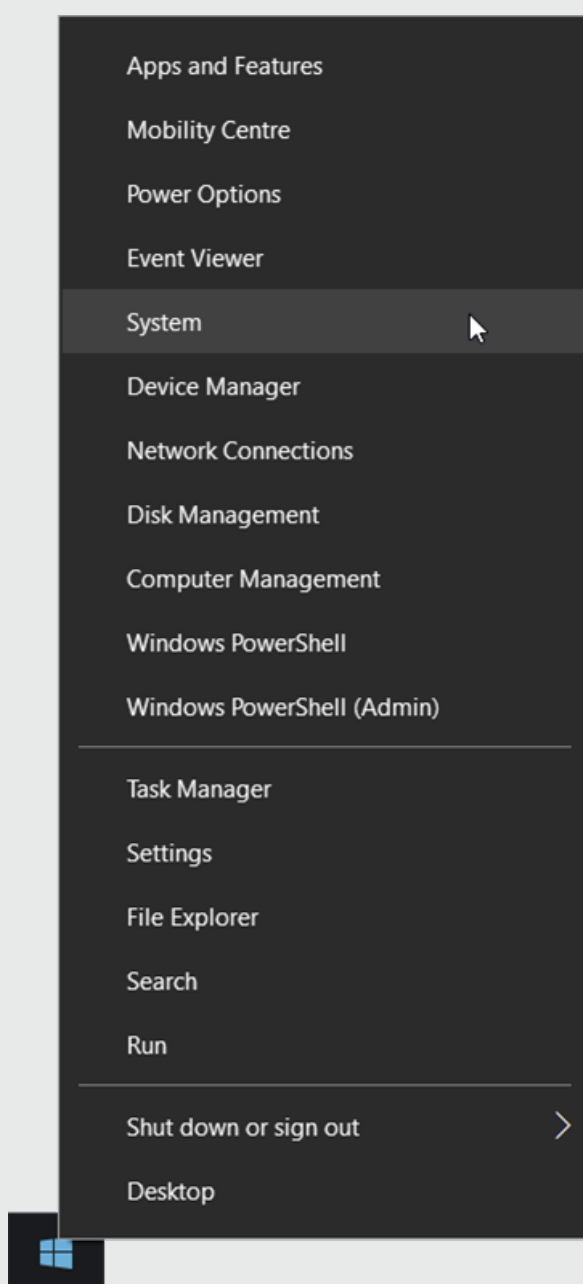 Apps and Features
Mobility Centre
Power Options
Event Viewer
System
Device Manager
Network Connections
Disk Management
Computer Management
Windows PowerShell
Windows PowerShell (Admin)
Task Manager
Settings
File Explorer
Search
Run
Shut down or sign out
Desktop